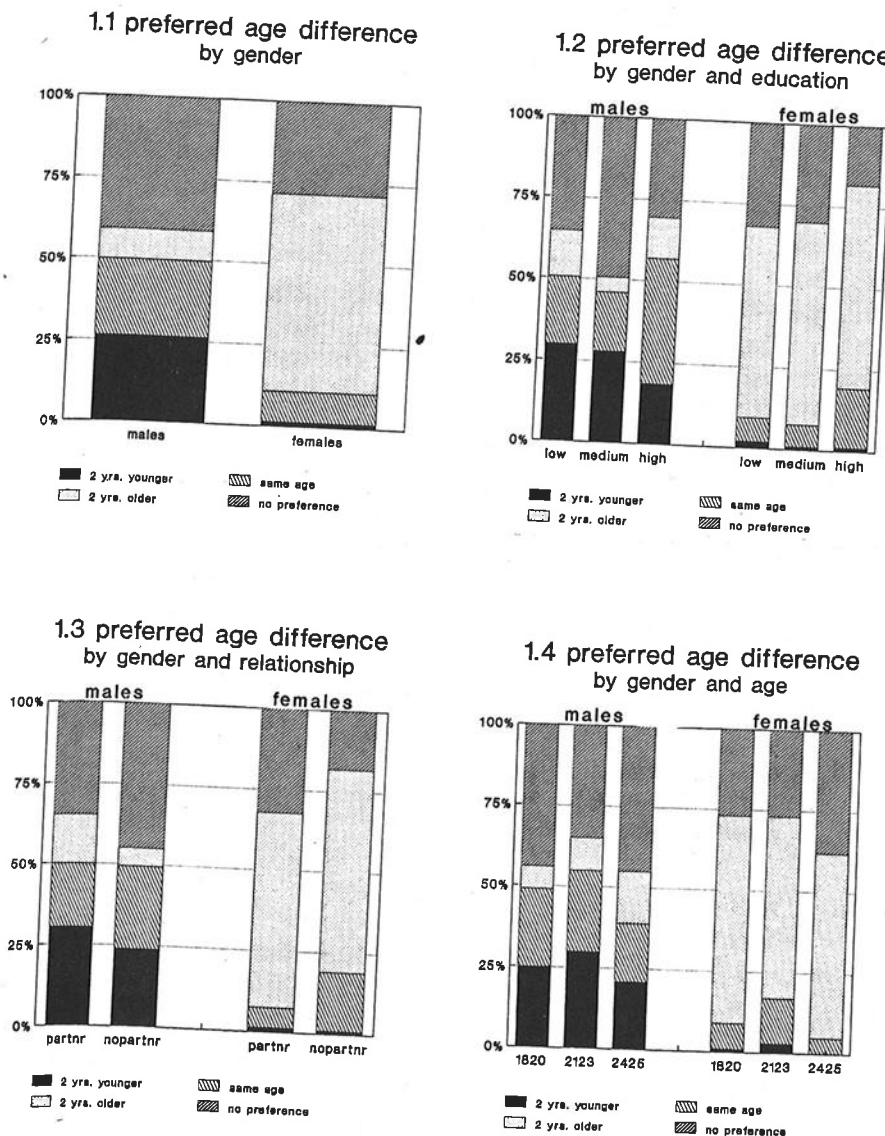 1.1 preferred age difference
by gender
100%
75%
50%
25%
0%
males
females
2 yrs. younger
same age
2 yrs. older
no preference
1.2 preferred age difference
by gender and education
males
females
100%
75%
50%
25%
0%
low
medium
high
low
medium
high
2 yrs. younger
same age
2 yrs. older
no preference
1.3 preferred age difference
by gender and relationship
males
females
100%
75%
50%
25%
0%
partnr
nopartnr
partnr
nopartnr
2 yrs. younger
same age
2 yrs. older
no preference
1.4 preferred age difference
by gender and age
males
females
100%
75%
50%
25%
0%
1820
2123
2425
1820
2123
2425
2 yrs. younger
same age
2 yrs. older
no preference